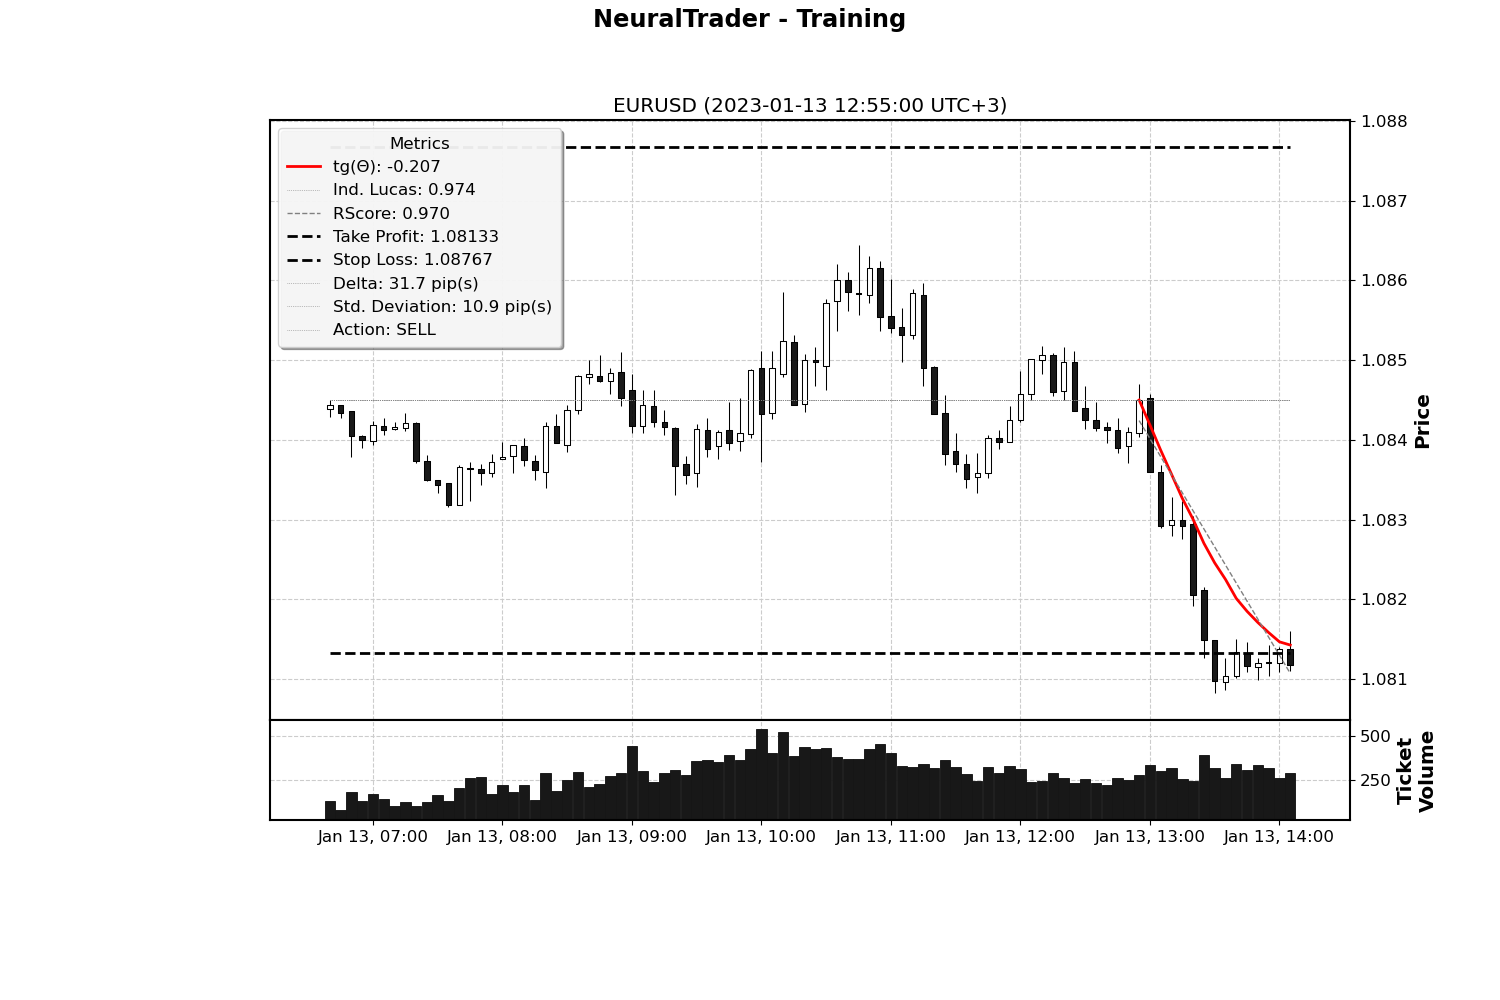 NeuralTrader - Training
EURUSD (2023-01-13 12:55:00 UTC+3)
Metrics
tg(Θ): -0.207
Ind. Lucas: 0.974
RScore: 0.970
Take Profit: 1.08133
Stop Loss: 1.08767
Delta: 31.7 pip(s)
Std. Deviation: 10.9 pip(s)
Action: SELL
1.088
1.087
1.086
1.085
1.084
1.083
1.082
1.081
Price
500
250
Ticket
Volume
Jan 13, 07:00
Jan 13, 08:00
Jan 13, 09:00
Jan 13, 10:00
Jan 13, 11:00
Jan 13, 12:00
Jan 13, 13:00
Jan 13, 14:00